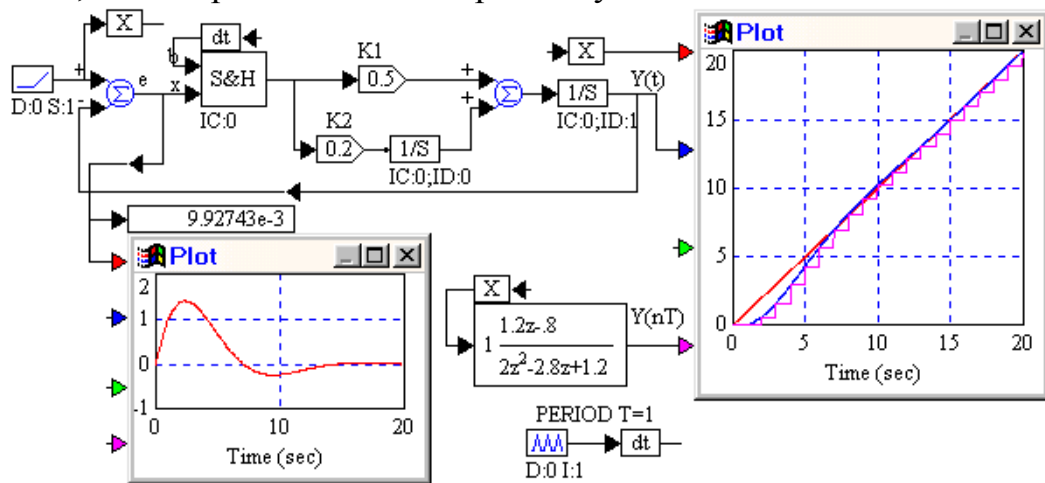 X
dt
b
+
e
x
-
S&H
D:0 S:1
IC:0
K1
0.5
K2
0.2
1/S
IC:0;ID:0
+
+
1/S
IC:0;ID:1
Y(t)
X
9.92743e-3
Plot
2
1
0
-1
0
10
20
Time (sec)
X
1
1.2z-.8
2z²-2.8z+1.2
Y(nT)
PERIOD T=1
dt
D:0 I:1
Plot
20
15
10
5
0
0
5
10
15
20
Time (sec)